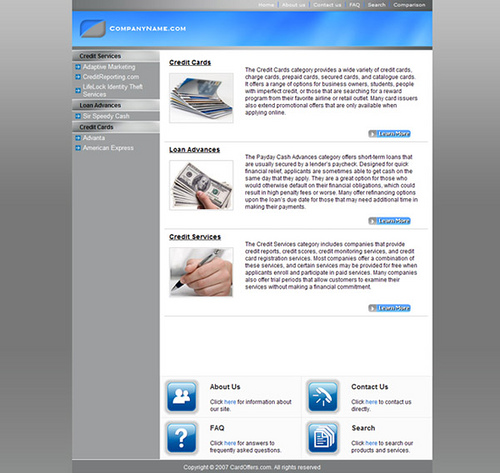 Home | About us | Contact us | FAQ Search Comparison
CompanyName.com
Credit Services
Adaptive Marketing
CreditReporting.com
LifeLock Identity Theft
Services
Loan Advances
Sir Speedy Cash
Credit Cards
Advanta
American Express
Credit Cards
The Credit Cards category provides a wide variety of credit cards,
charge cards, prepaid cards, secured cards, and catalogue cards.
It offers a range of options for business owners, students, people
with imperfect credit, or those that are searching for a reward
program from their favorite airline or retail outlet. Many card issuers
also extend promotional offers that are only available when
applying online.
Learn More
Loan Advances
The Payday Cash Advances category offers short-term loans that
are usually secured by a lender's paycheck. Designed for quick
financial relief, applicants are sometimes able to get cash on the
same day that they apply. They are a great option for those who
would otherwise default on their financial obligations, which could
result in high penalty fees or worse. Many offer refinancing options
upon the loan's due date for those that may need additional time in
making their payments.
Learn More
Credit Services
The Credit Services category includes companies that provide
credit reports, credit scores, credit monitoring services, and credit
card registration services. Most companies offer a combination of
these services, and certain services may be provided for free when
applicants enroll and participate in paid services. Many companies
also offer trial periods that allow customers to examine their
services without making a financial commitment.
Learn More
About Us
Click here for information about
our site.
Contact Us
Click here to contact us
directly.
FAQ
Click here for answers to
frequently asked questions.
Search
Click here to search our
products and services.
Copyright © 2007 CardOffers.com. All rights reserved